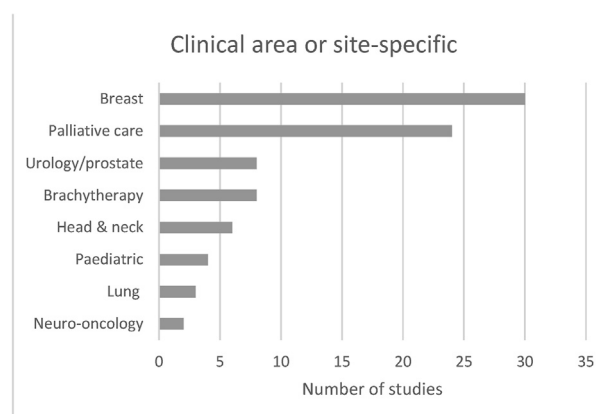 Clinical area or site-specific
Breast
Palliative care
Urology/prostate
Brachytherapy
Head & neck
Paediatric
Lung
Neuro-oncology
0 5 10 15 20 25 30 35
Number of studies